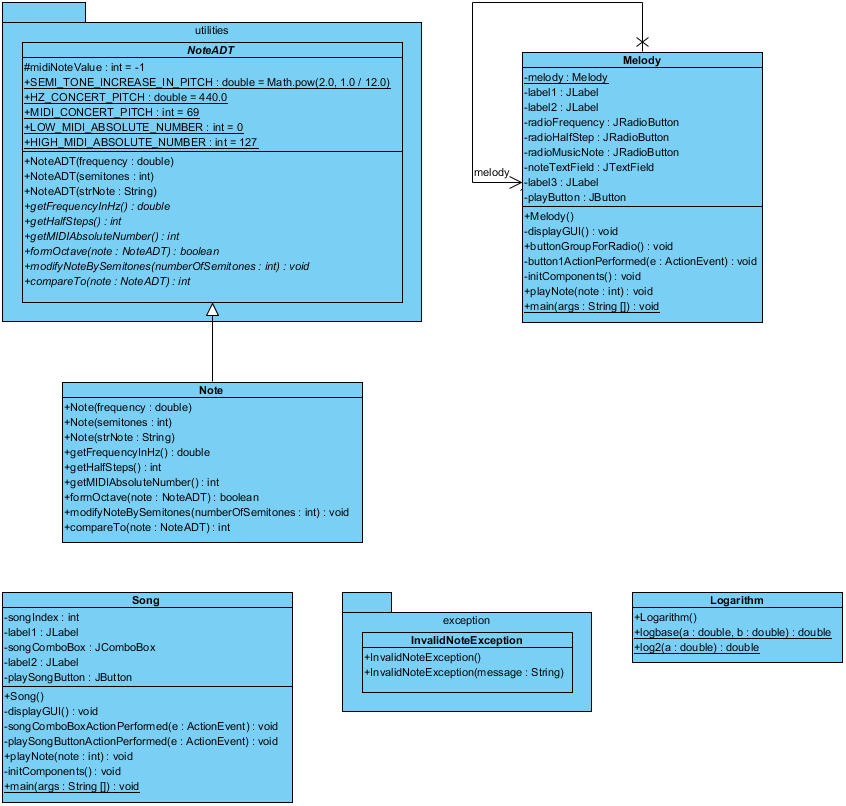 utilities
NoteADT
#midiNoteValue : int = -1
+SEMI_TONE_INCREASE_IN_PITCH : double = Math.pow(2.0, 1.0 / 12.0)
+HZ_CONCERT_PITCH : double = 440.0
+MIDI_CONCERT_PITCH : int = 69
+LOW_MIDI_ABSOLUTE_NUMBER : int = 0
+HIGH_MIDI_ABSOLUTE_NUMBER : int = 127
+NoteADT(frequency : double)
+NoteADT(semitones : int)
+NoteADT(strNote : String)
+getFrequencyInHz() : double
+getHalfSteps() : int
+getMIDIAbsoluteNumber() : int
+formOctave(note : NoteADT) : boolean
+modifyNoteBySemitones(numberOfSemitones : int) : void
+compareTo(note : NoteADT) : int
melody
Melody
-melody : Melody
-label1 : JLabel
-label2 : JLabel
-radioFrequency : JRadioButton
-radioHalfStep : JRadioButton
-radioMusicNote : JRadioButton
-noteTextField : JTextField
-label3 : JLabel
-playButton : JButton
+Melody()
-displayGUI() : void
+buttonGroupForRadio() : void
-button1ActionPerformed(e : ActionEvent) : void
-initComponents() : void
+playNote(note : int) : void
+main(args : String []) : void
Note
+Note(frequency : double)
+Note(semitones : int)
+Note(strNote : String)
+getFrequencyInHz() : double
+getHalfSteps() : int
+getMIDIAbsoluteNumber() : int
+formOctave(note : NoteADT) : boolean
+modifyNoteBySemitones(numberOfSemitones : int) : void
+compareTo(note : NoteADT) : int
Song
-songIndex : int
-label1 : JLabel
-songComboBox : JComboBox
-label2 : JLabel
-playSongButton : JButton
+Song()
-displayGUI() : void
-songComboBoxActionPerformed(e : ActionEvent) : void
-playSongButtonActionPerformed(e : ActionEvent) : void
+playNote(note : int) : void
-initComponents() : void
+main(args : String []) : void
exception
InvalidNoteException
+InvalidNoteException()
+InvalidNoteException(message : String)
Logarithm
+Logarithm()
+logbase(a : double, b : double) : double
+log2(a : double) : double